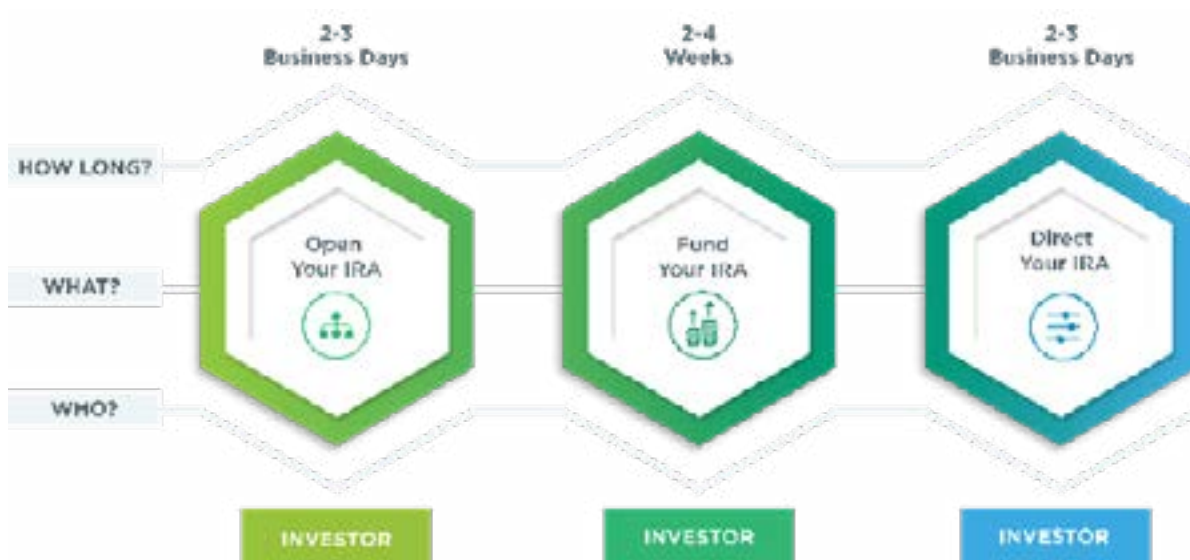 2-3
Business Days
2-4
Weeks
2-3
Business Days
HOW LONG?
Open
Your IRA
Fund
Your IRA
Direct
Your IRA
WHAT?
WHO?
INVESTOR
INVESTOR
INVESTOR